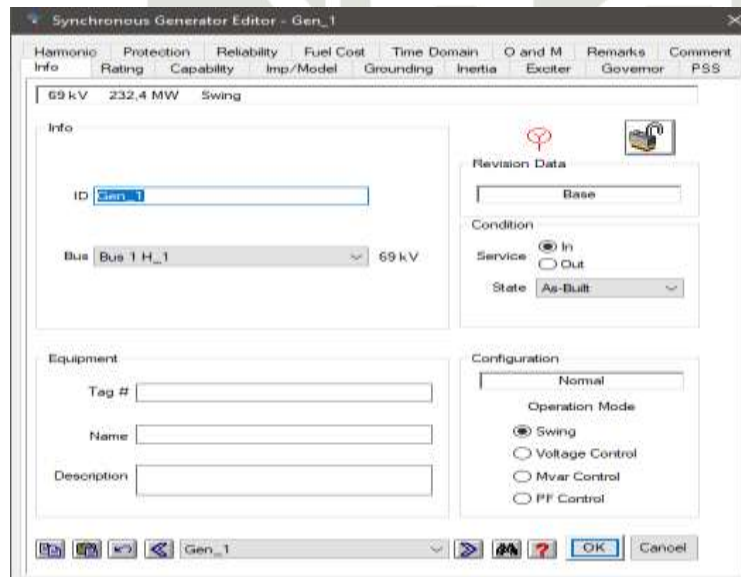 Synchronous Generator Editor - Gen_1
Harmonic Protection Reliability Fuel Cost Time Domain O and M Remarks Comment
Info Rating Capability Imp/Model Grounding Inertia Exciter Governor PSS
69 kV 232,4 MW Swing
Info
Revision Data
ID Gen_1
Base
Condition
Bus Bus 1 H_1 69 kV
Service In
Out
State As-Built
Equipment
Configuration
Tag #
Normal
Operation Mode
Name
Swing
Voltage Control
Description
Mvar Control
PF Control
Gen_1 ? OK Cancel